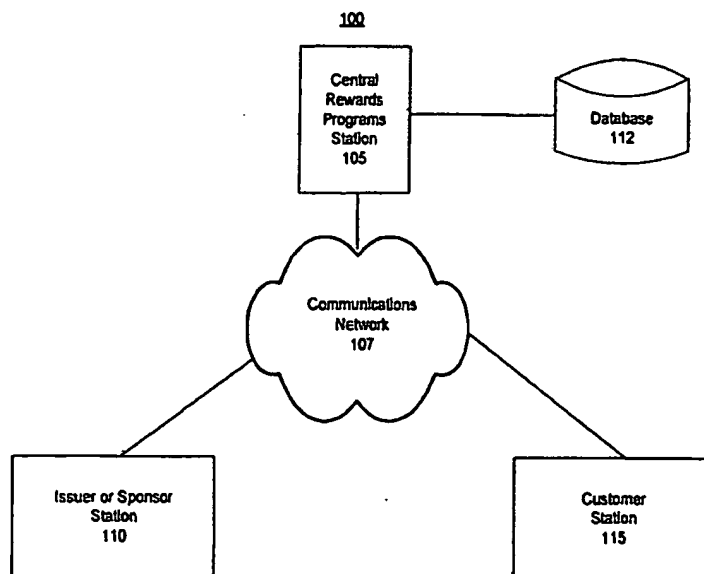 100
Central
Rewards
Programs
Station
105
Database
112
Communications
Network
107
Issuer or Sponsor
Station
110
Customer
Station
115